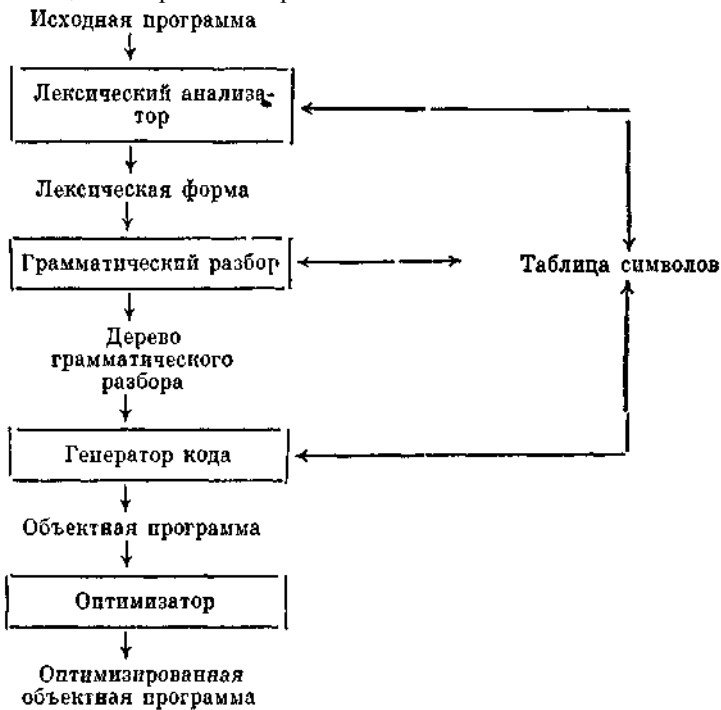 Исходная программа
Лексический анализа-
тор
Лексическая форма
Грамматический разбор
Таблица символов
Дерево
грамматического
разбора
Генератор кода
Объектная программа
Оптимизатор
Оптимизированная
объектная программа